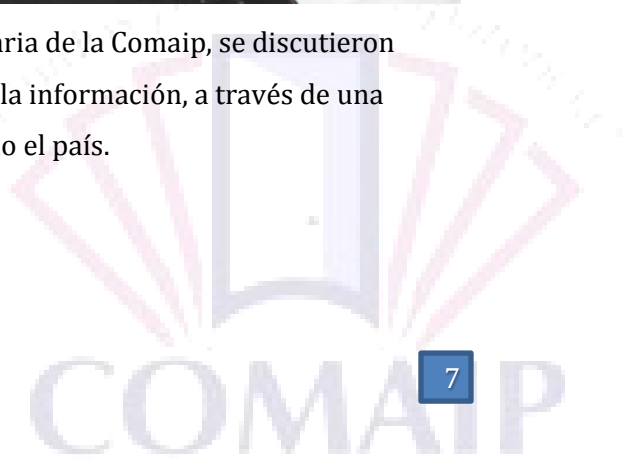 aria de la Comaip, se discutieron
la información, a través de una
o el país.
7
COMAIP